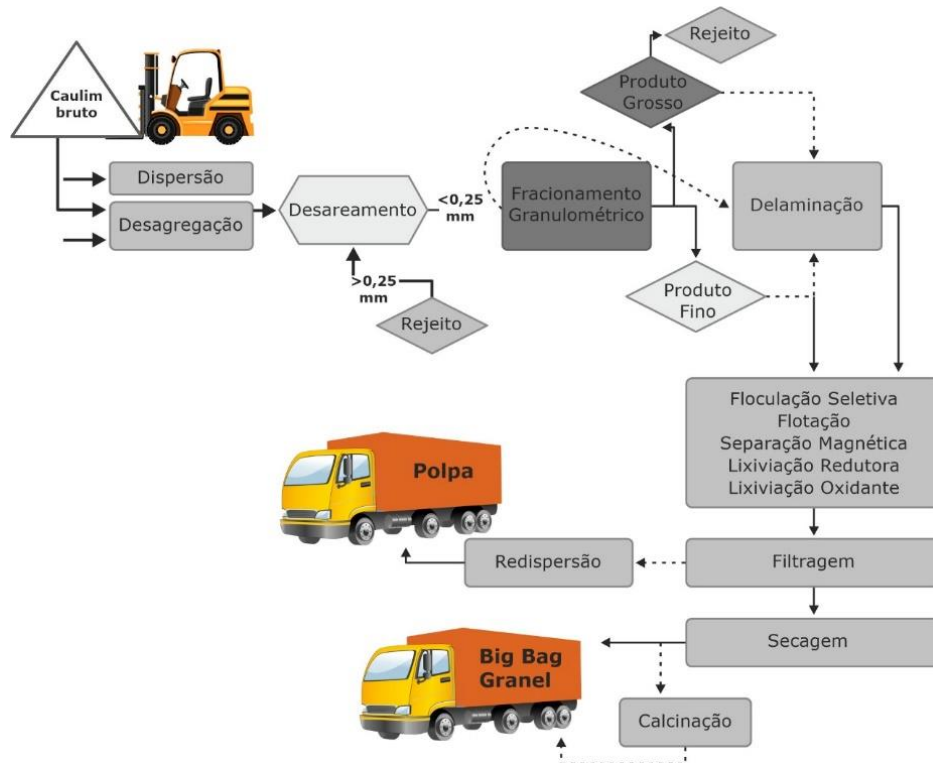 Caulim
bruto
Dispersão
Desagregação
Desareamento
<0,25
mm
>0,25
mm
Rejeito
Fracionamento
Granulométrico
Produto
Grosso
Rejeito
Produto
Fino
Delaminação
Floculação Seletiva
Flotação
Separação Magnética
Lixiviação Redutora
Lixiviação Oxidante
Filtragem
Redispersão
Polpa
Secagem
Big Bag
Granel
Calcinação